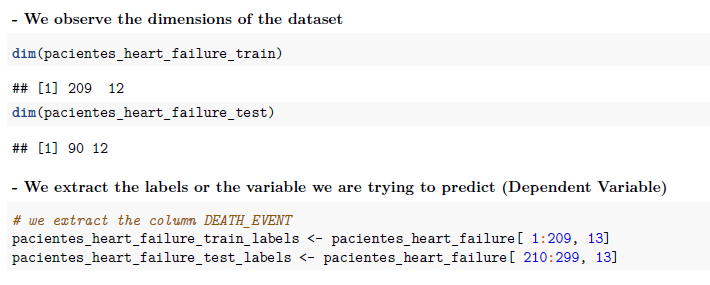 - We observe the dimensions of the dataset
dim(pacientes_heart_failure_train)
## [1] 209  12
dim(pacientes_heart_failure_test)
## [1] 90 12
- We extract the labels or the variable we are trying to predict (Dependent Variable)
# we extract the column DEATH_EVENT
pacientes_heart_failure_train_labels <- pacientes_heart_failure[ 1:209, 13]
pacientes_heart_failure_test_labels <- pacientes_heart_failure[ 210:299, 13]